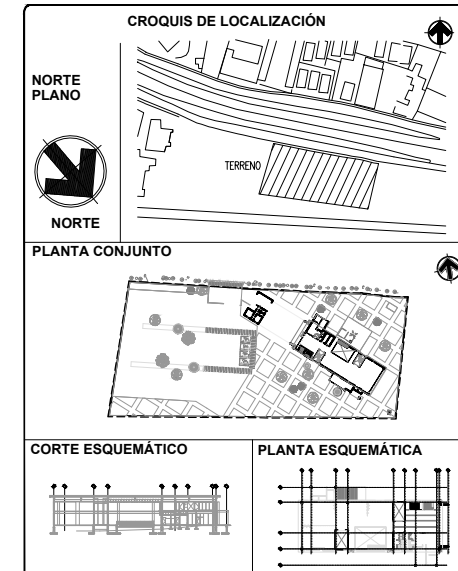 CROQUIS DE LOCALIZACIÓN
NORTE
PLANO
NORTE
TERRENO
PLANTA CONJUNTO
CORTE ESQUEMÁTICO
PLANTA ESQUEMÁTICA